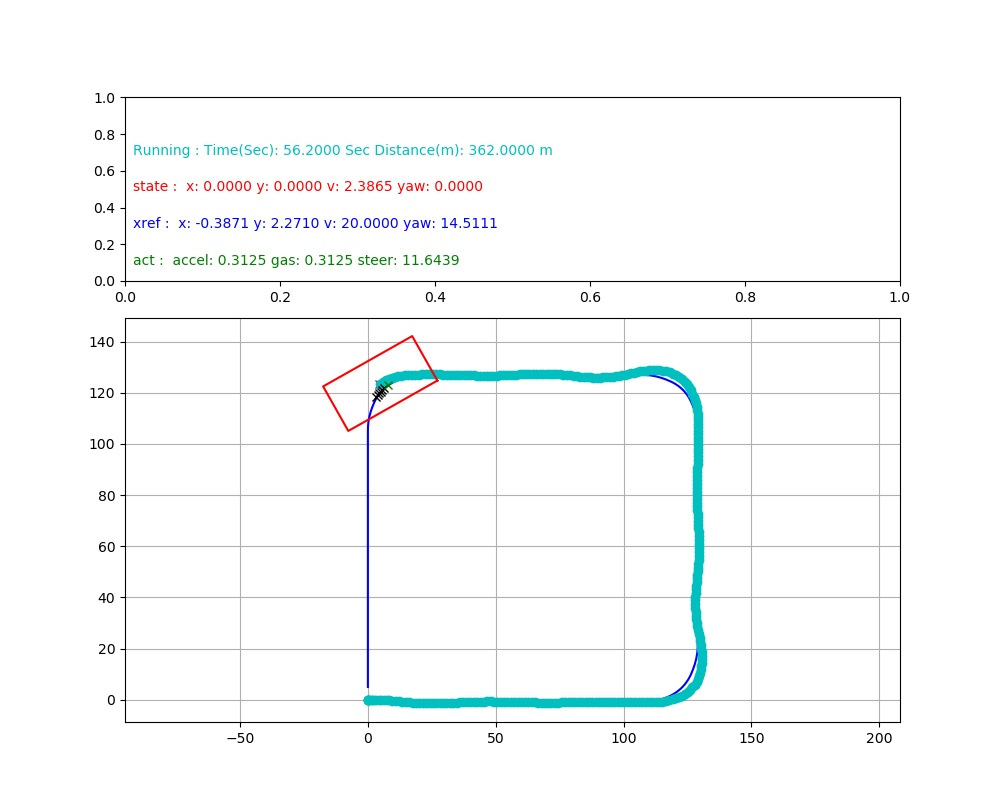 1.0
0.8
Running : Time(Sec): 56.2000 Sec Distance(m): 362.0000 m
0.6
state :  x: 0.0000 y: 0.0000 v: 2.3865 yaw: 0.0000
0.4
xref :  x: -0.3871 y: 2.2710 v: 20.0000 yaw: 14.5111
0.2
act :  accel: 0.3125 gas: 0.3125 steer: 11.6439
0.0
0.0 0.2 0.4 0.6 0.8 1.0
140
120
100
80
60
40
20
0
−50 0 50 100 150 200